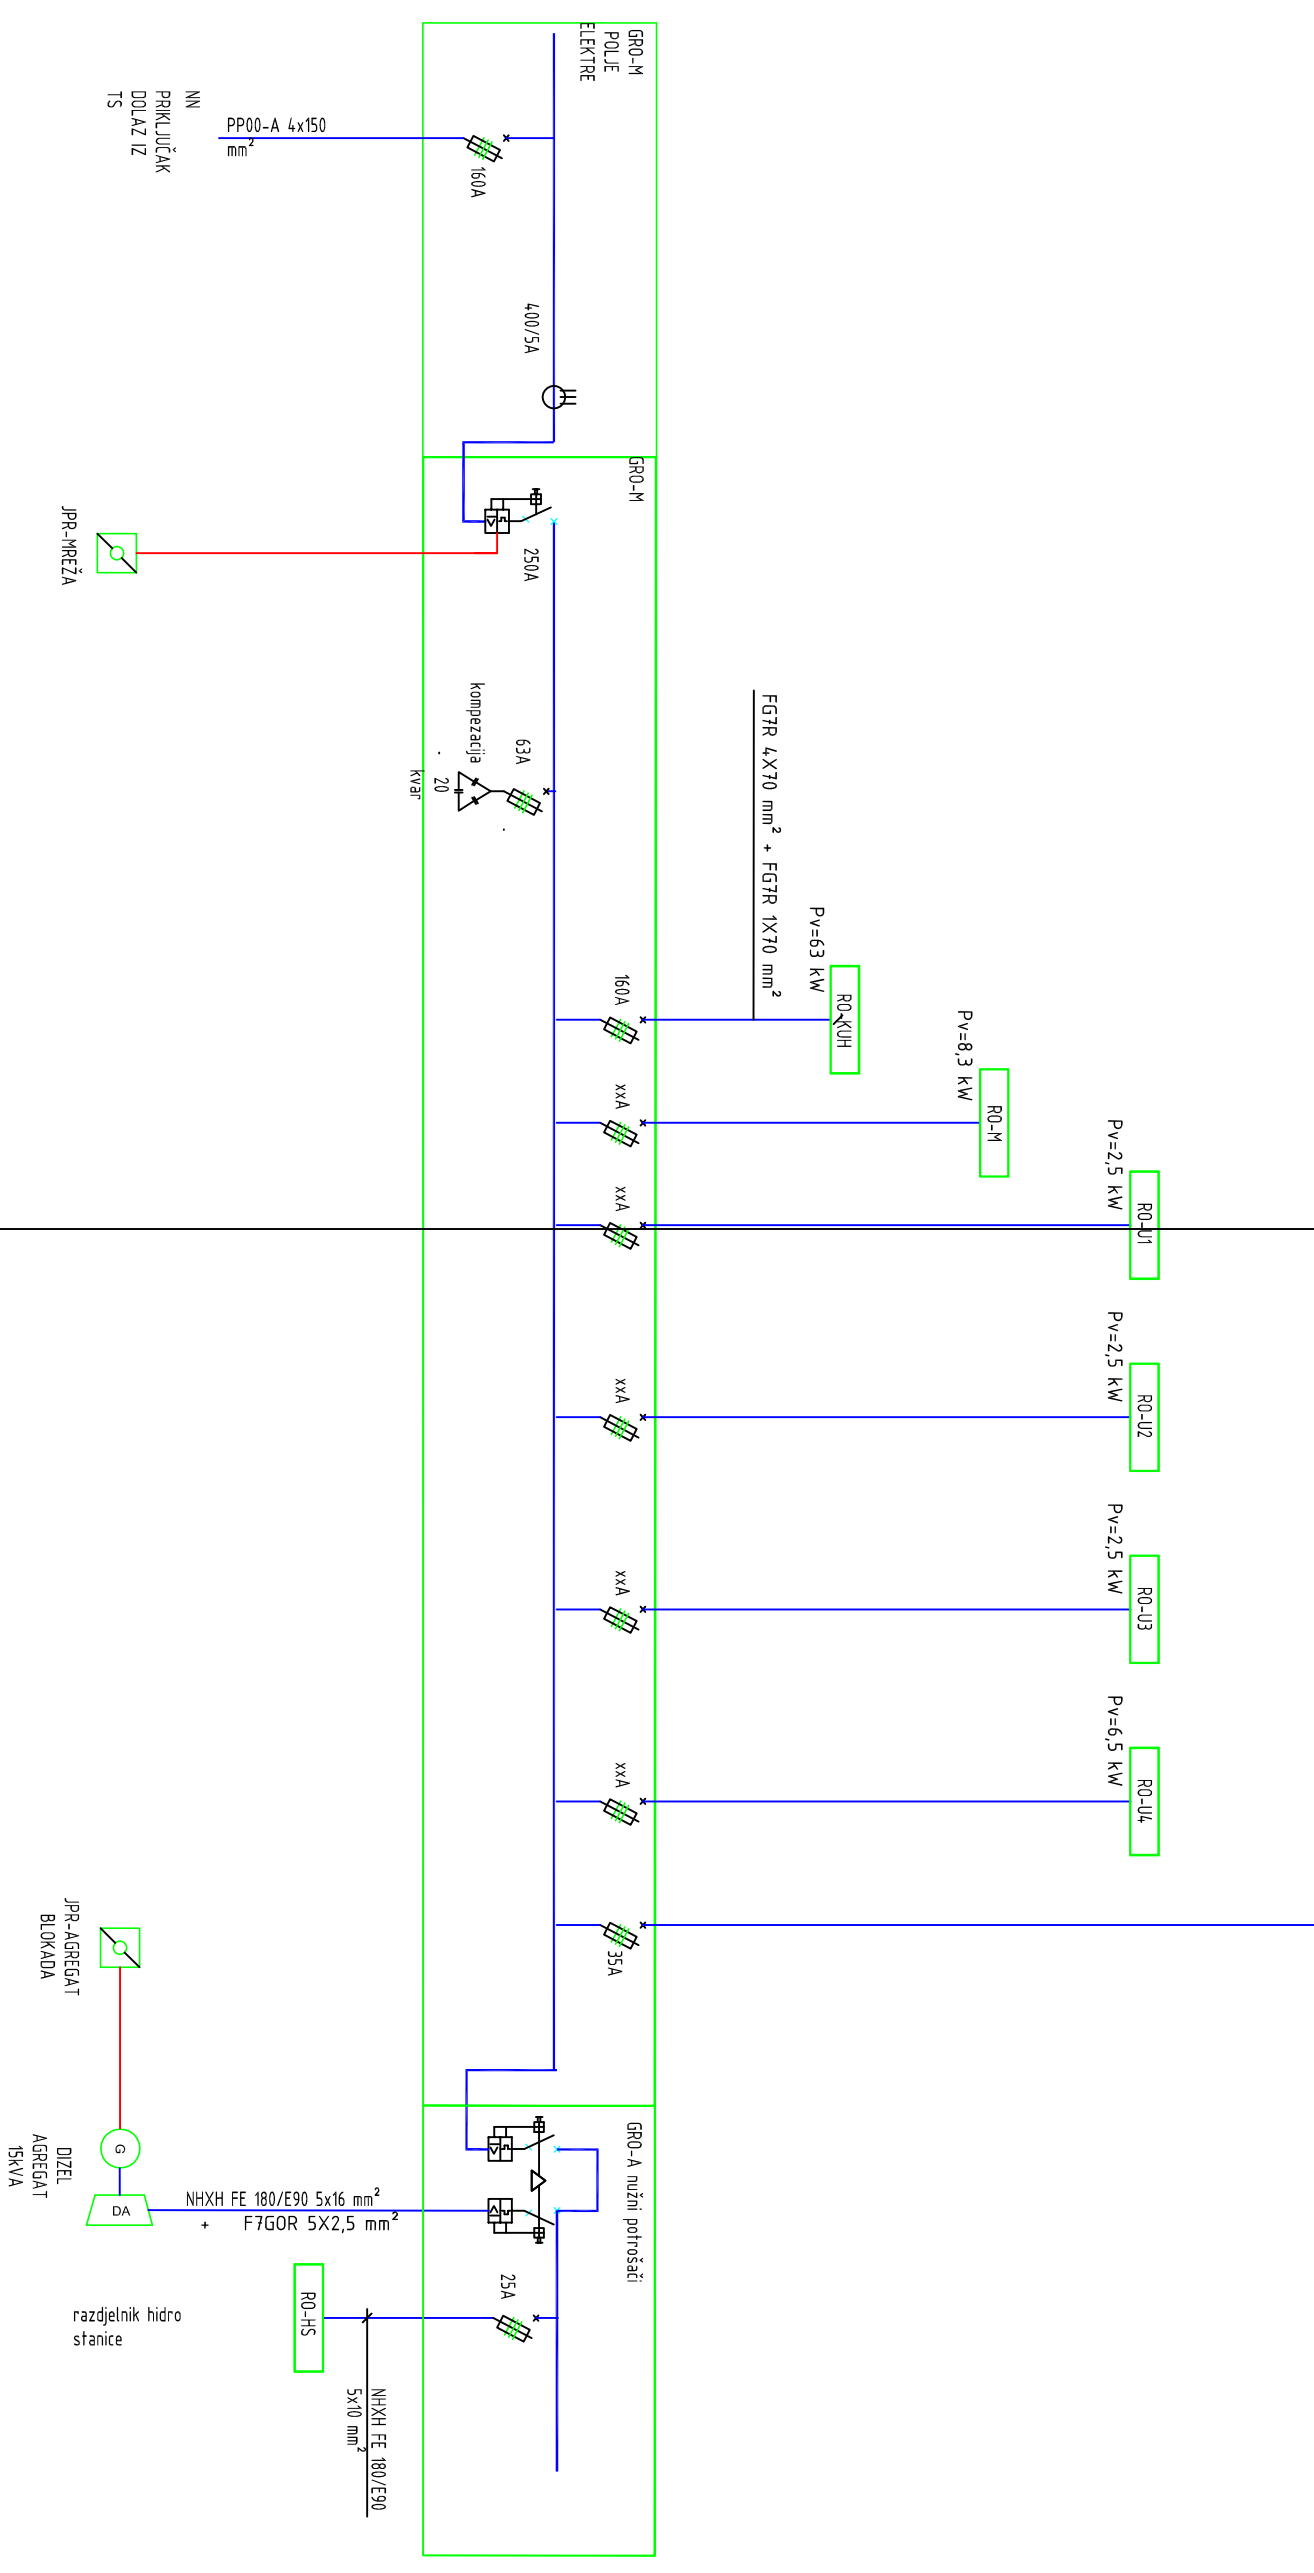 GRO-M
POLJE
ELEKTRE
NN
PRIKLJUČAK
DOLAZ IZ
TS
PP00-A 4x150
mm²
160A
400/5A
GRO-M
250A
JPR-MREŽA
kompezacija
63A
20
kvar
FG7R 4X70 mm² + FG7R 1X70 mm²
Pv=63 kW
RO-KUH
160A
Pv=8,3 kW
RO-M
xxA
Pv=2,5 kW
RO-U1
xxA
Pv=2,5 kW
RO-U2
xxA
Pv=2,5 kW
RO-U3
xxA
Pv=6,5 kW
RO-U4
xxA
35A
JPR-AGREGAT
BLOKADA
G
DA
DIZEL
AGREGAT
15kVA
NHXH FE 180/E90 5x16 mm²
+ F7GOR 5X2,5 mm²
GRO-A nužni potrošači
25A
RO-HS
razdjelnik hidro
stanice
NHXH FE 180/E90
5x10 mm²